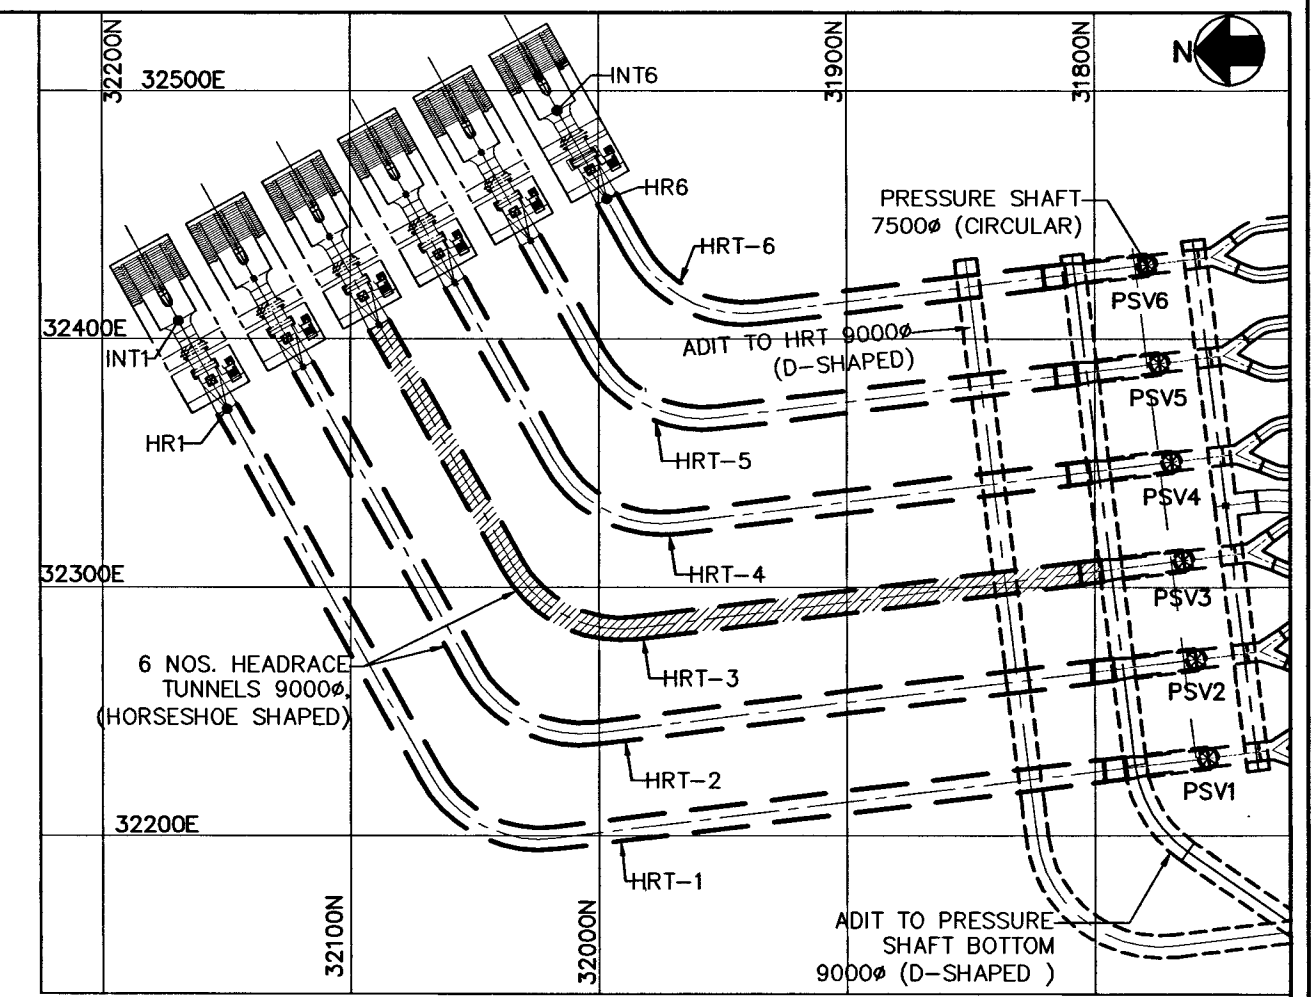 32200N
32500E
31900N
31800N
N
INT6
HR6
PRESSURE SHAFT
7500ø (CIRCULAR)
HRT-6
PSV6
32400E
ADIT TO HRT 9000ø
(D-SHAPED)
INT1
PSV5
HR1
HRT-5
PSV4
32300E
HRT-4
PSV3
6 NOS. HEADRACE
TUNNELS 9000ø,
(HORSESHOE SHAPED)
HRT-3
PSV2
HRT-2
PSV1
32200E
HRT-1
32100N
32000N
ADIT TO PRESSURE
SHAFT BOTTOM
9000ø (D-SHAPED )